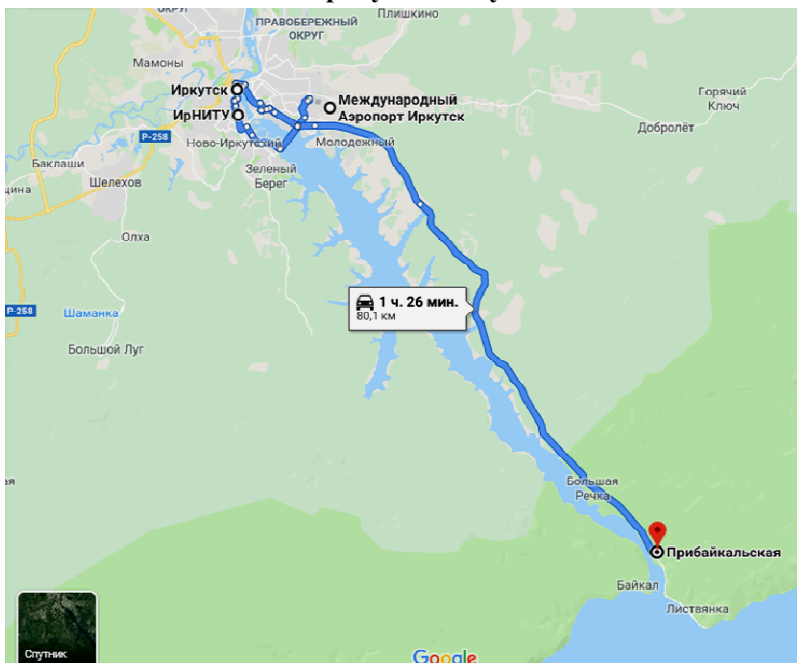 ПРАВОБЕРЕЖНЫЙ
ОКРУГ
Плишкино
Мамоны
Иркутск
ИрНИТУ
Международный
Аэропорт Иркутск
Горячий
Ключ
Добролёт
Р-258
Ново-Иркутский
Молодежный
Баклаши
Зеленый
Берег
Шелехов
Олха
1 ч. 26 мин.
80,1 км
Р-258
Шаманка
Большой Луг
Большая
Речка
Прибайкальская
Байкал
Листвянка
Спутник
Google